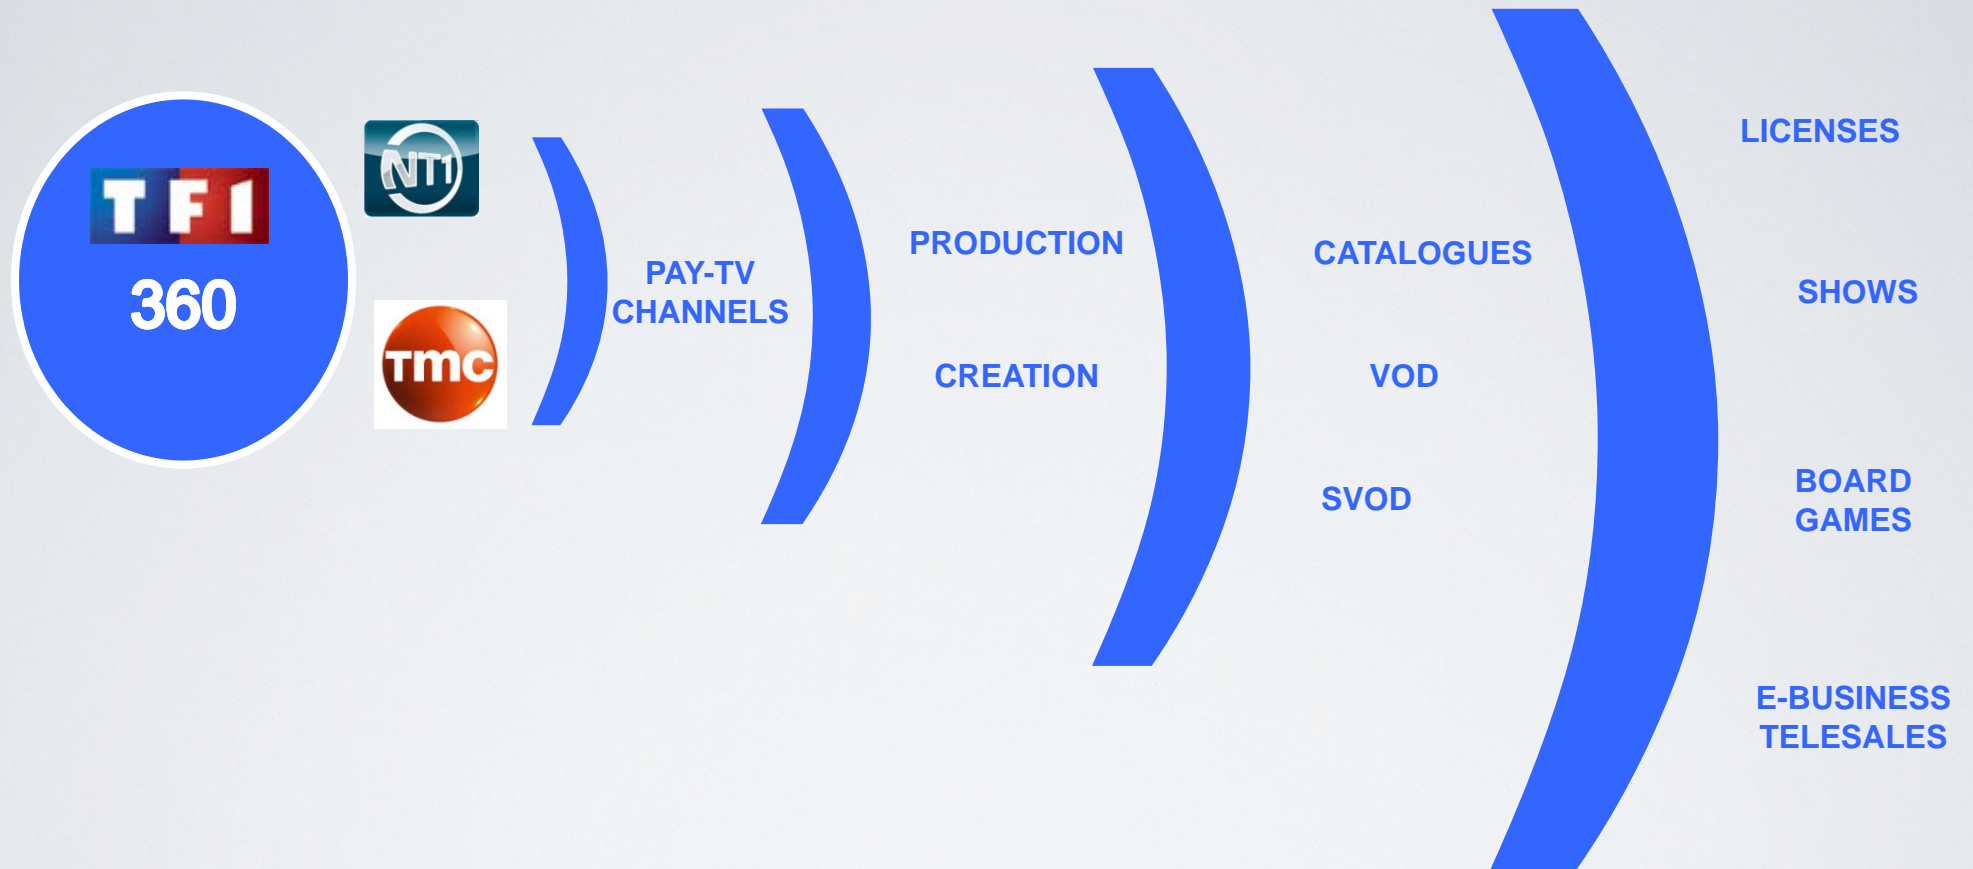 TF1
360
NT1
TMC
PAY-TV
CHANNELS
PRODUCTION
CREATION
CATALOGUES
VOD
SVOD
LICENSES
SHOWS
BOARD
GAMES
E-BUSINESS
TELESALES